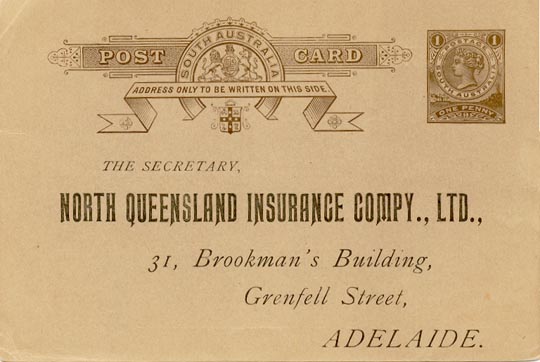 SOUTH AUSTRALIA
POST CARD
ADDRESS ONLY TO BE WRITTEN ON THIS SIDE.
1 POSTAGE 1
SOUTH AUSTRALIA
ONE PENNY
THE SECRETARY,
NORTH QUEENSLAND INSURANCE COMPY., LTD.,
31, Brookman's Building,
Grenfell Street,
ADELAIDE.